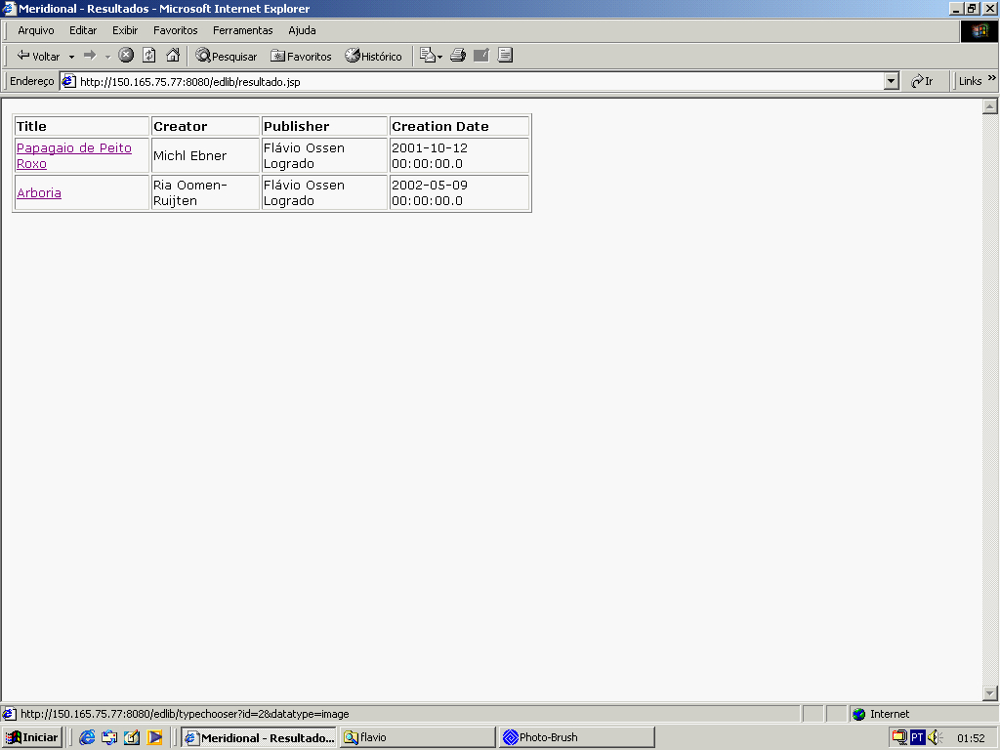 Meridional - Resultados - Microsoft Internet Explorer
Arquivo Editar Exibir Favoritos Ferramentas Ajuda
Voltar Pesquisar Favoritos Histórico
Endereço http://150.165.75.77:8080/edlib/resultado.jsp Ir Links »
Title Creator Publisher Creation Date
Papagaio de Peito Roxo Michl Ebner Flávio Ossen Logrado 2001-10-12 00:00:00.0
Arboria Ria Oomen-Ruijten Flávio Ossen Logrado 2002-05-09 00:00:00.0
http://150.165.75.77:8080/edlib/typechooser?id=2&datatype=image Internet
Iniciar Meridional - Resultado... flavio Photo-Brush PT 01:52